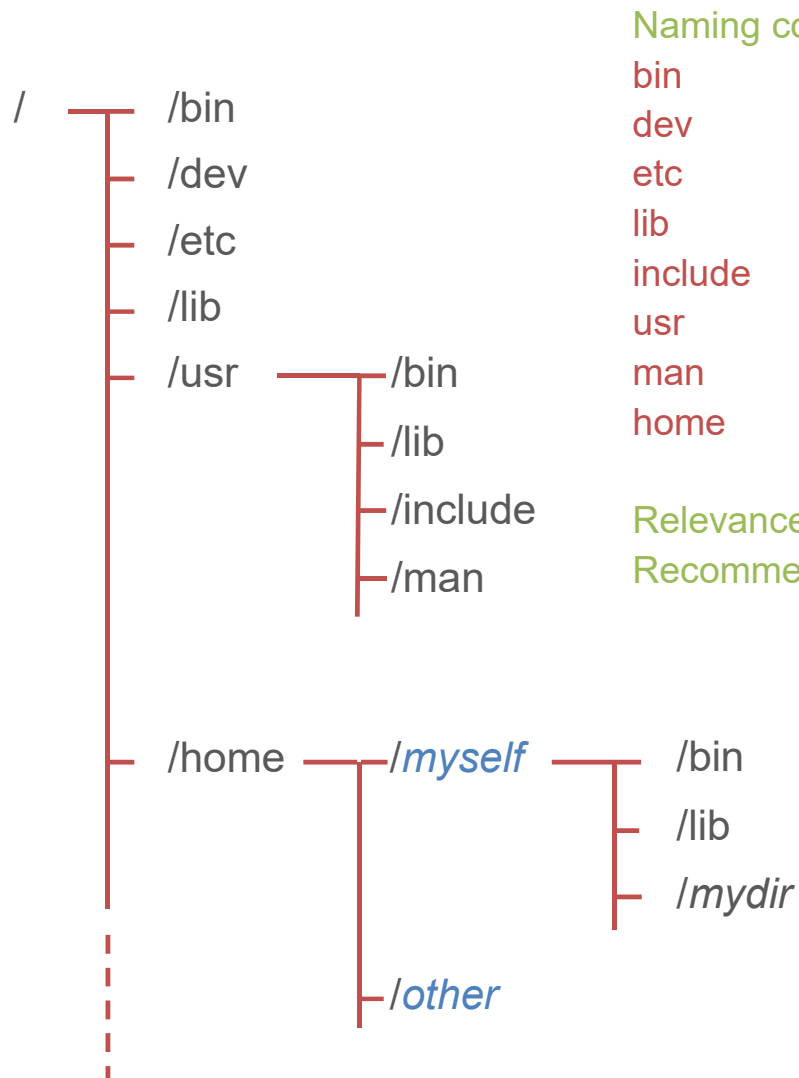 /
/bin
/dev
/etc
/lib
/usr
/bin
/lib
/include
/man
/home
/myself
/bin
/lib
/mydir
/other
Naming co
bin
dev
etc
lib
include
usr
man
home
Relevance
Recomme